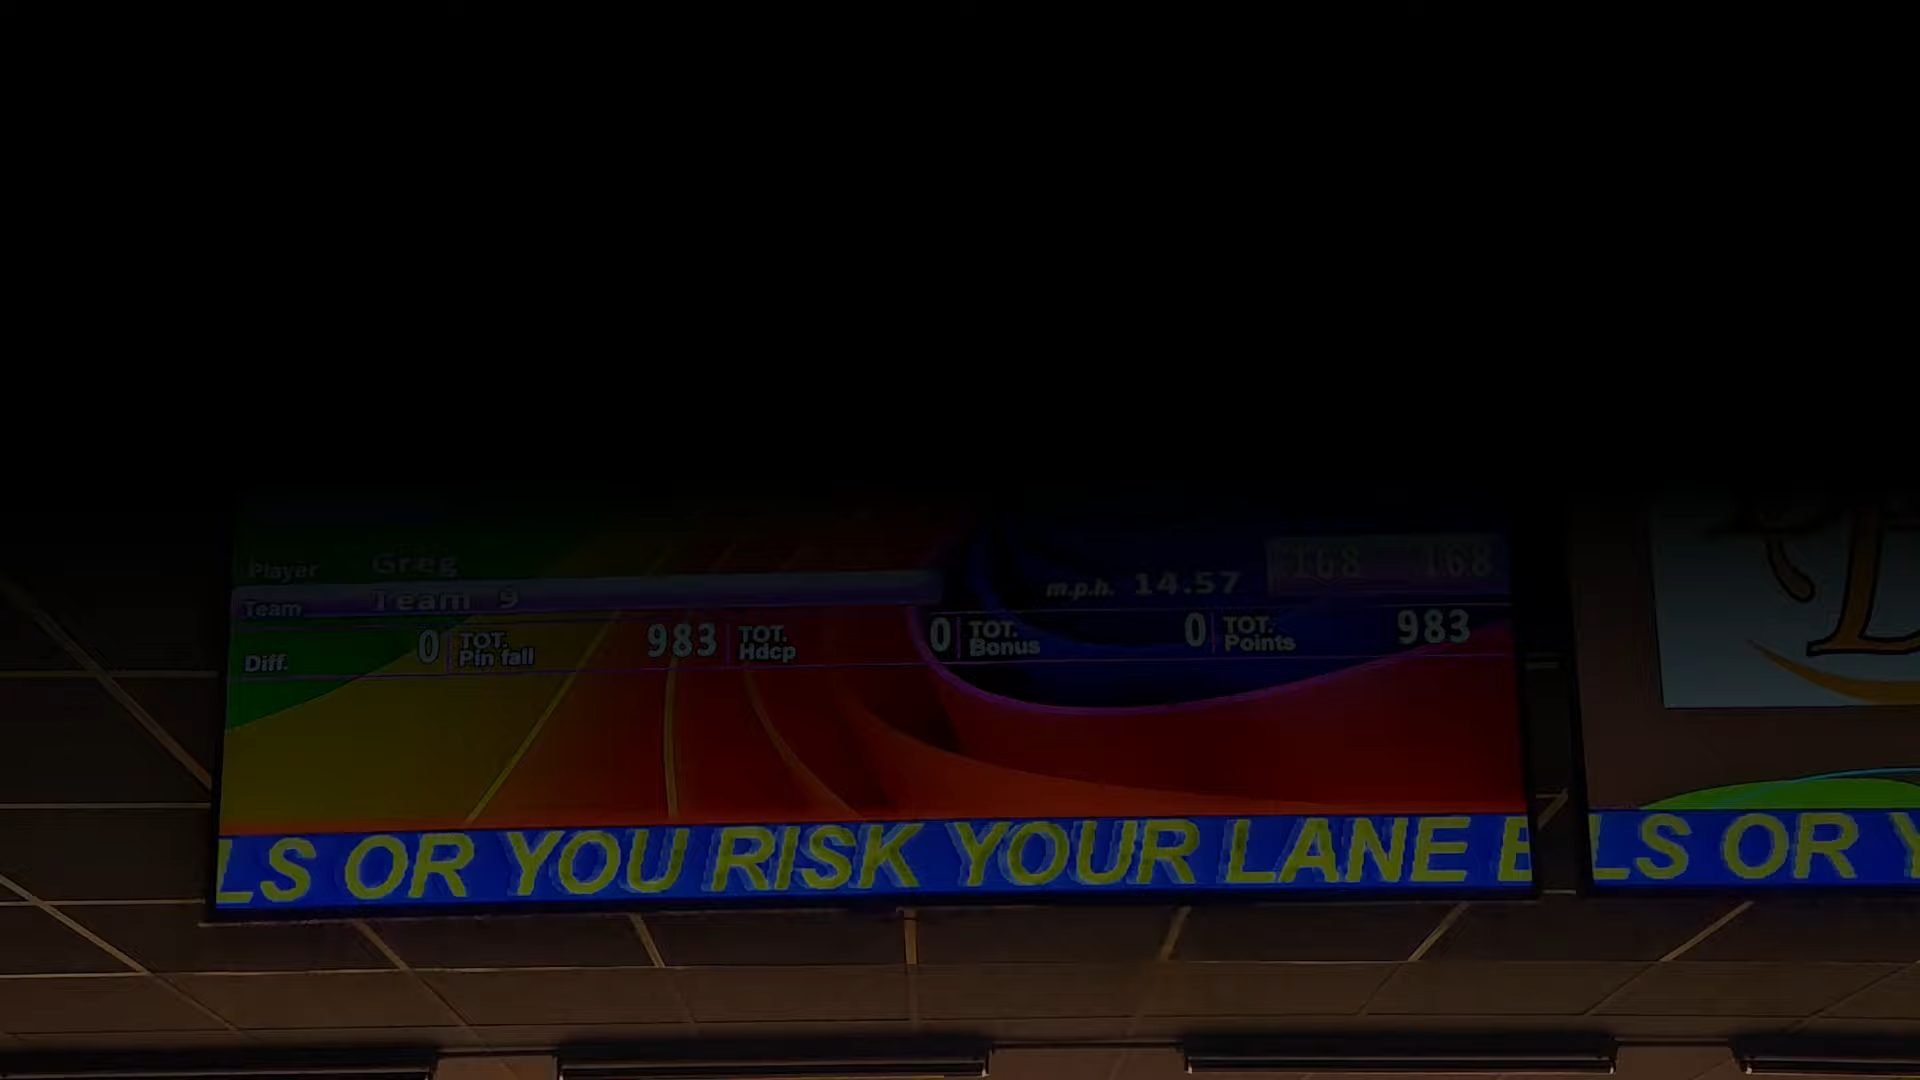 Player Greg
m.p.h. 14.57 168 168
Team Team 9
Diff. 0 TOT. Pin fall 983 TOT. Hdcp 0 TOT. Bonus 0 TOT. Points 983
LS OR YOU RISK YOUR LANE
LS OR